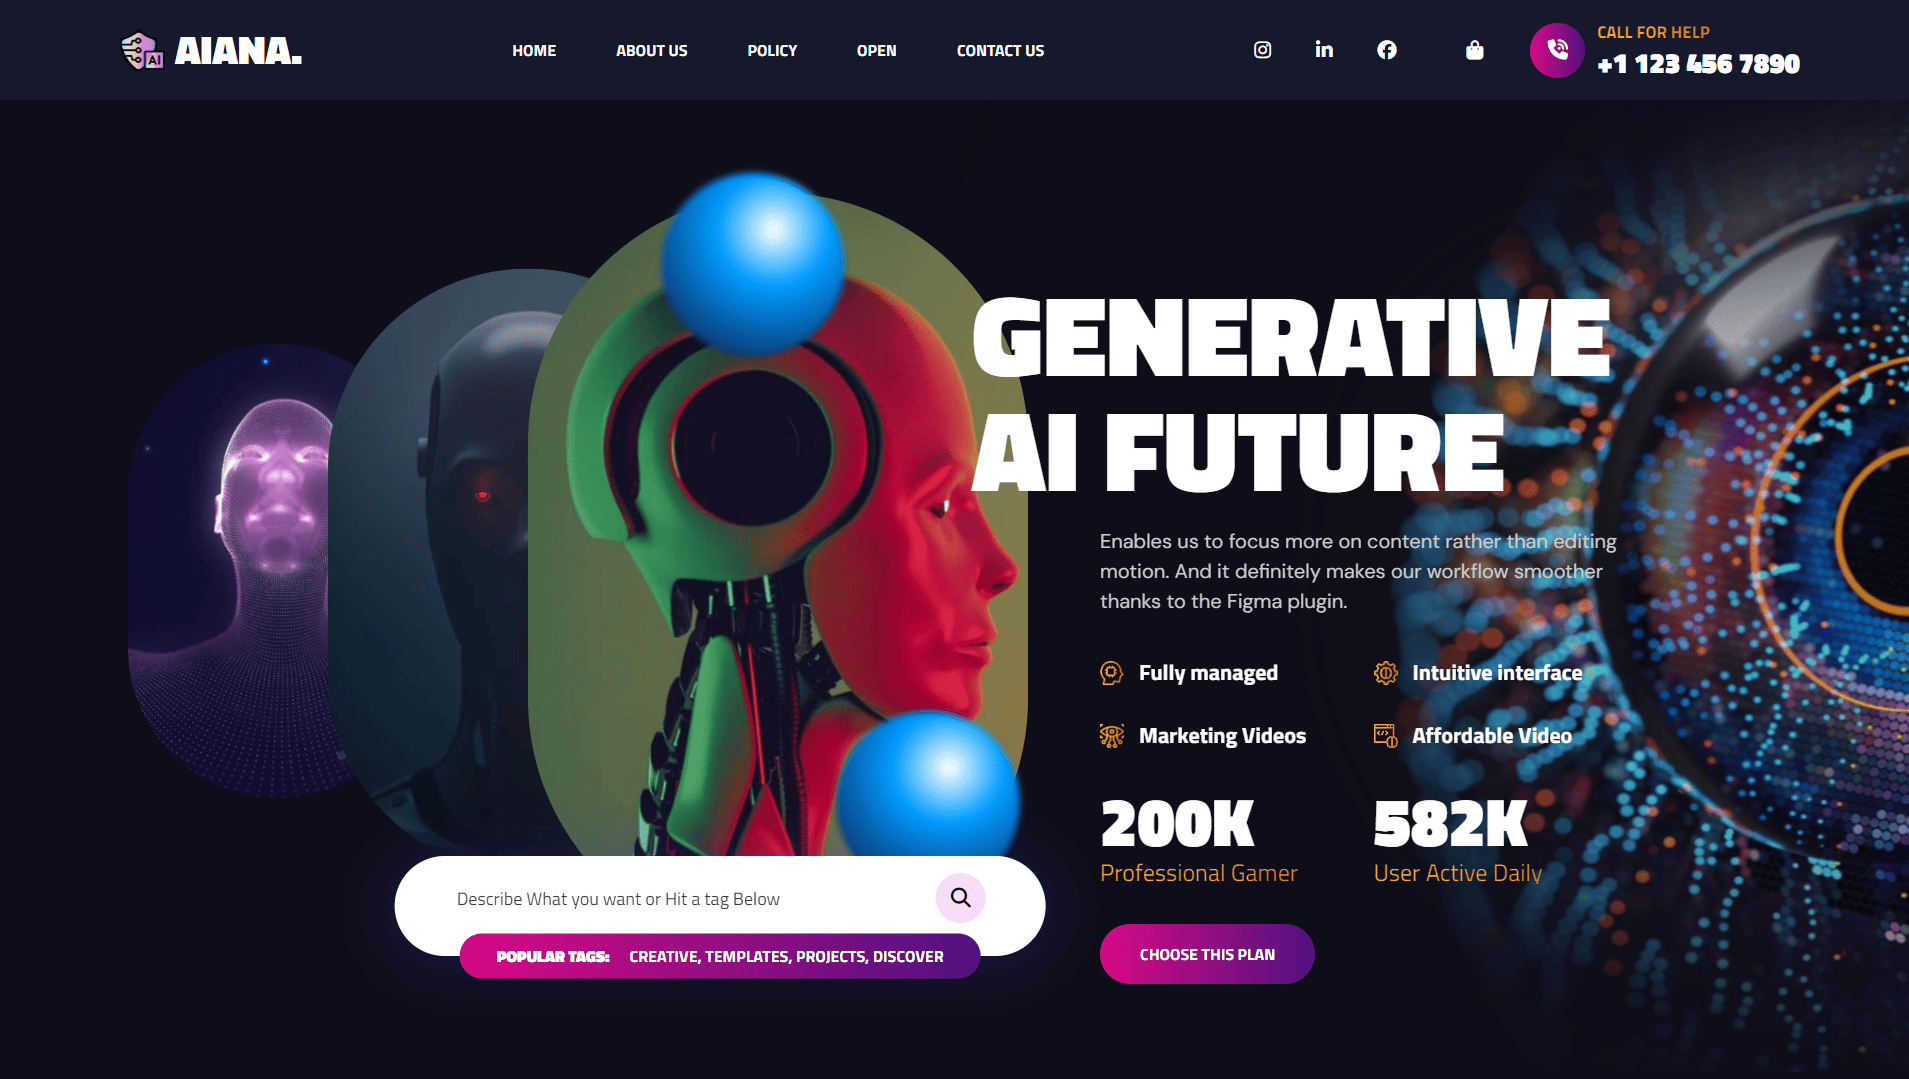 AI
AIANA.
HOME
ABOUT US
POLICY
OPEN
CONTACT US
CALL FOR HELP
+1 123 456 7890
GENERATIVE
AI FUTURE
Enables us to focus more on content rather than editing
motion. And it definitely makes our workflow smoother
thanks to the Figma plugin.
Fully managed
Intuitive interface
Marketing Videos
Affordable Video
200K
582K
Professional Gamer
User Active Daily
Describe What you want or Hit a tag Below
POPULAR TAGS: CREATIVE, TEMPLATES, PROJECTS, DISCOVER
CHOOSE THIS PLAN